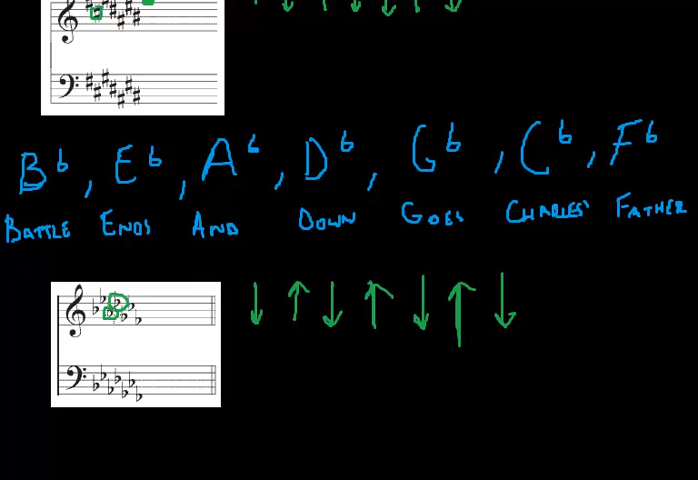 B♭, E♭, A♭, D♭, G♭, C♭, F♭
BATTLE ENDS AND DOWN GOES CHARLES' FATHER